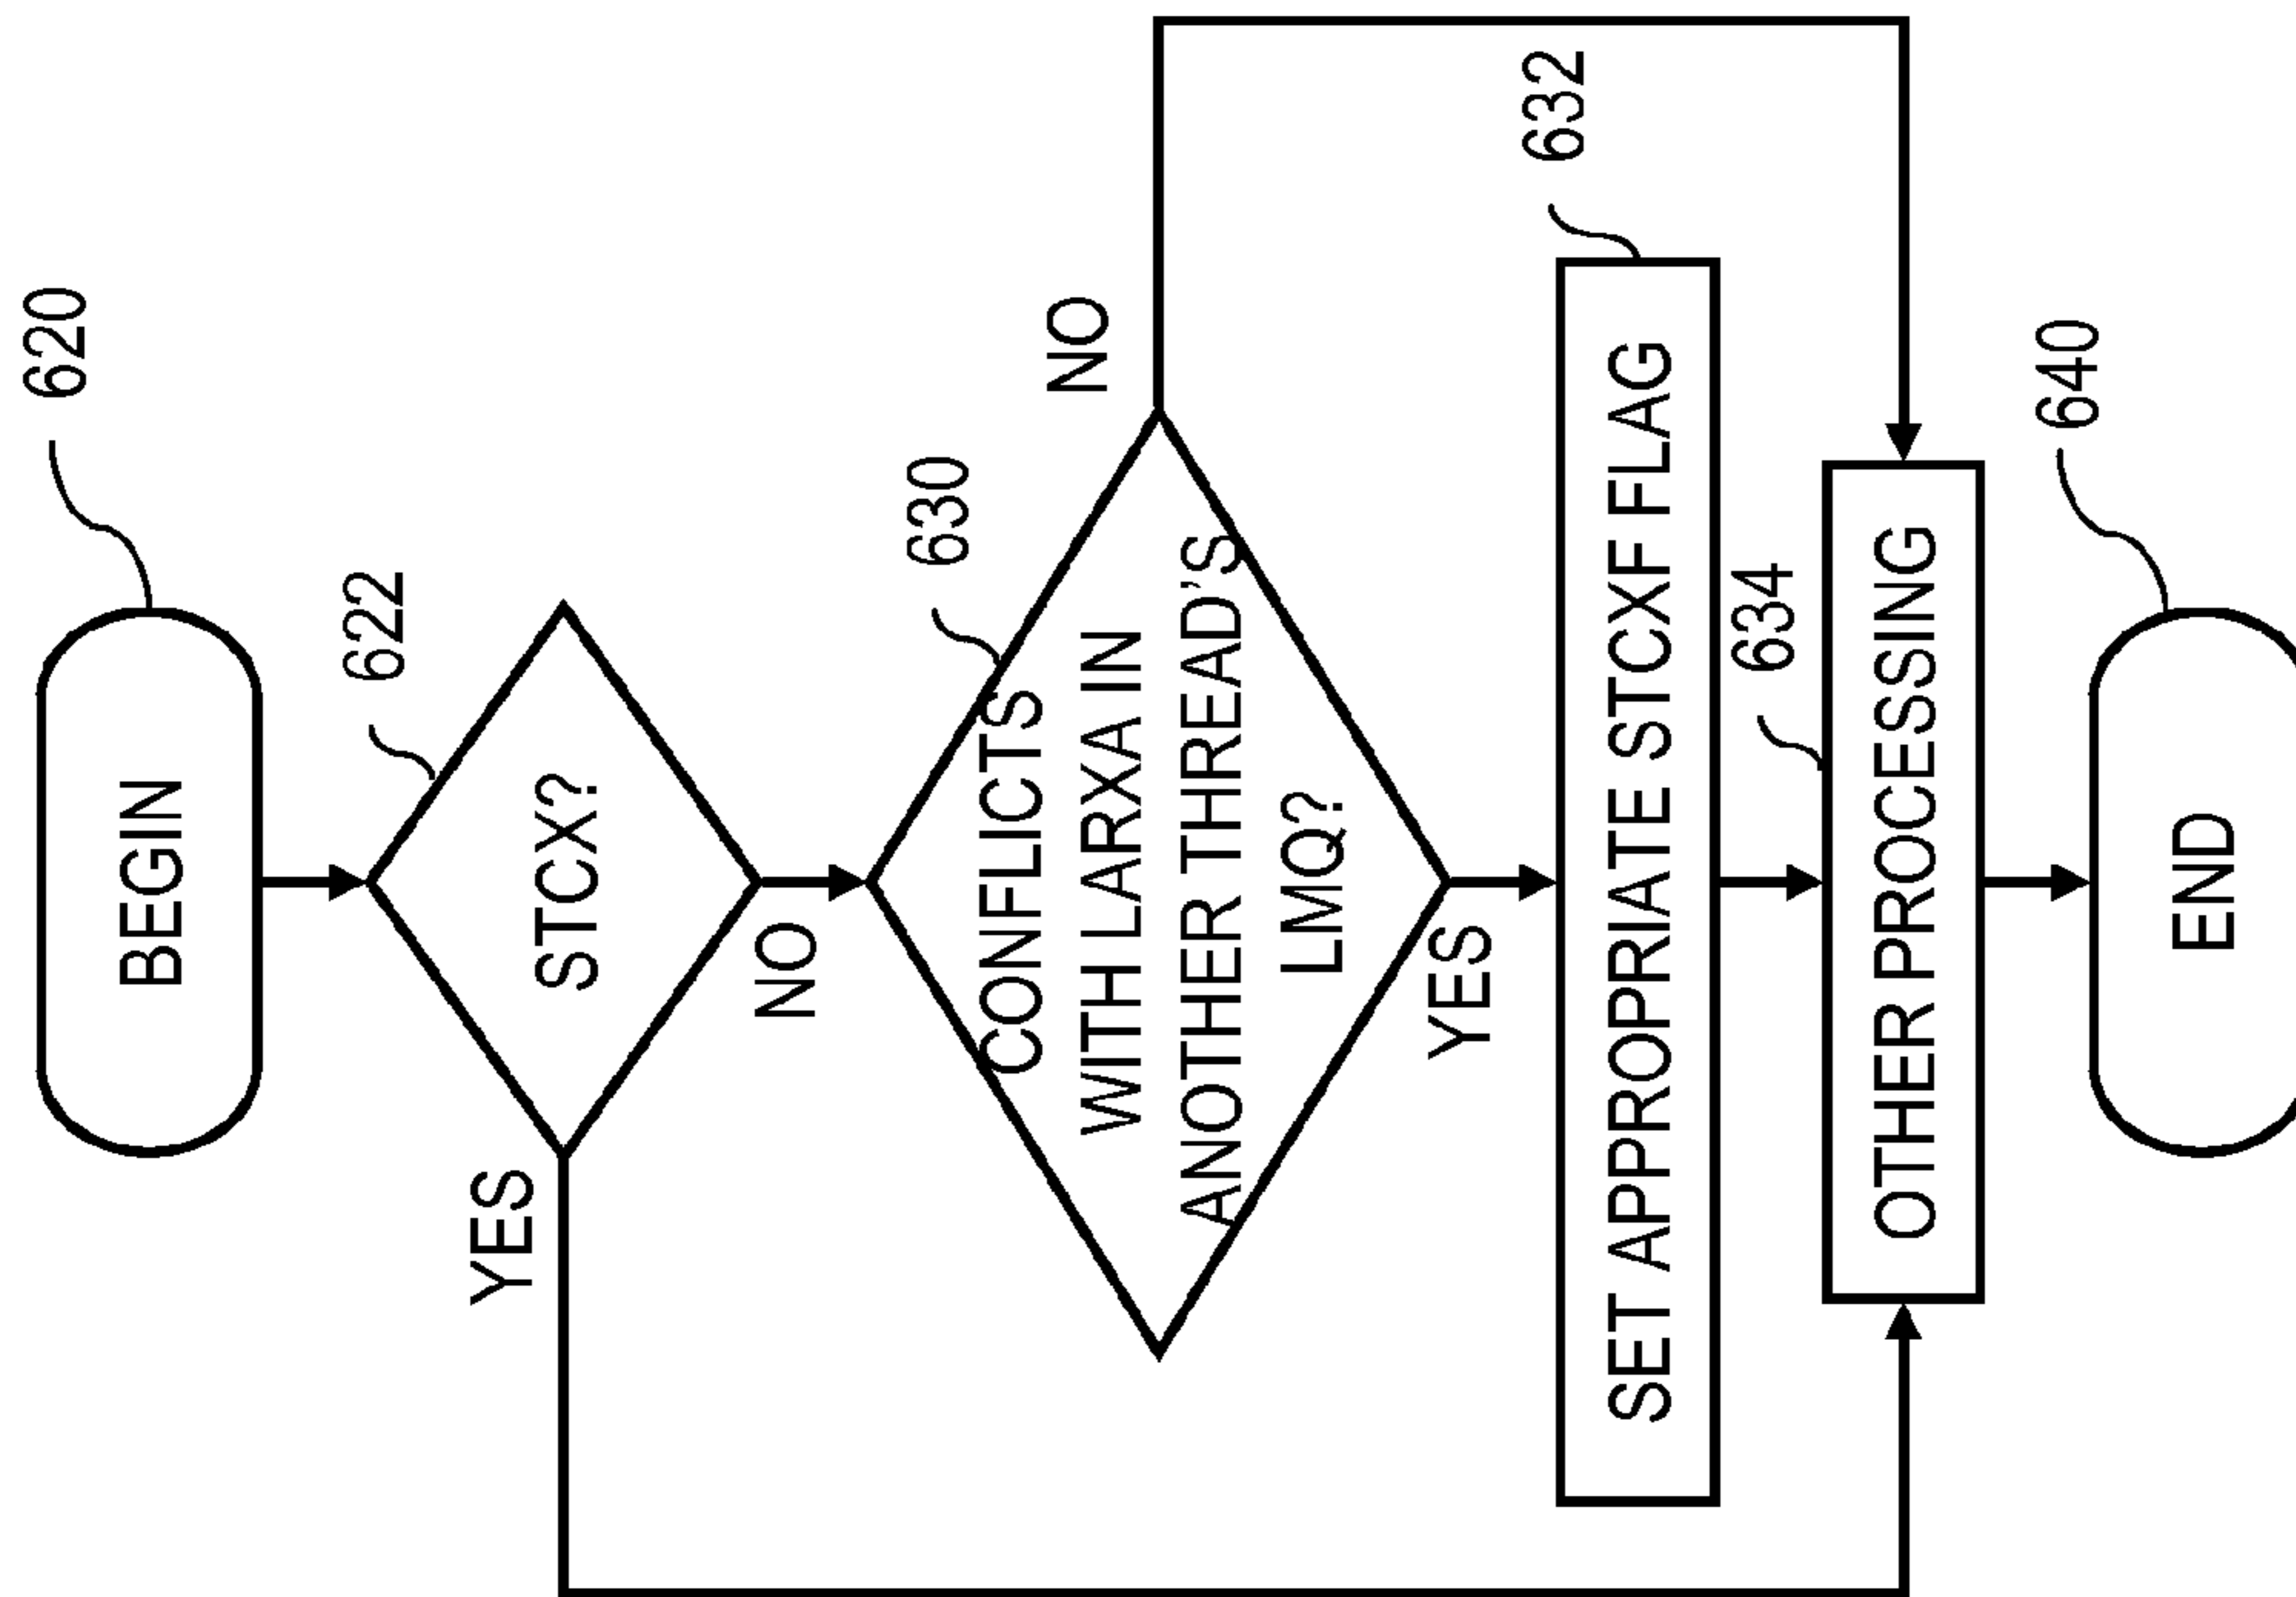 620
BEGIN
622
STCX?
YES
NO
630
CONFLICTS
WITH LARXA IN
ANOTHER THREAD'S
LMQ?
NO
YES
632
SET APPROPRIATE STCXF FLAG
634
OTHER PROCESSING
640
END